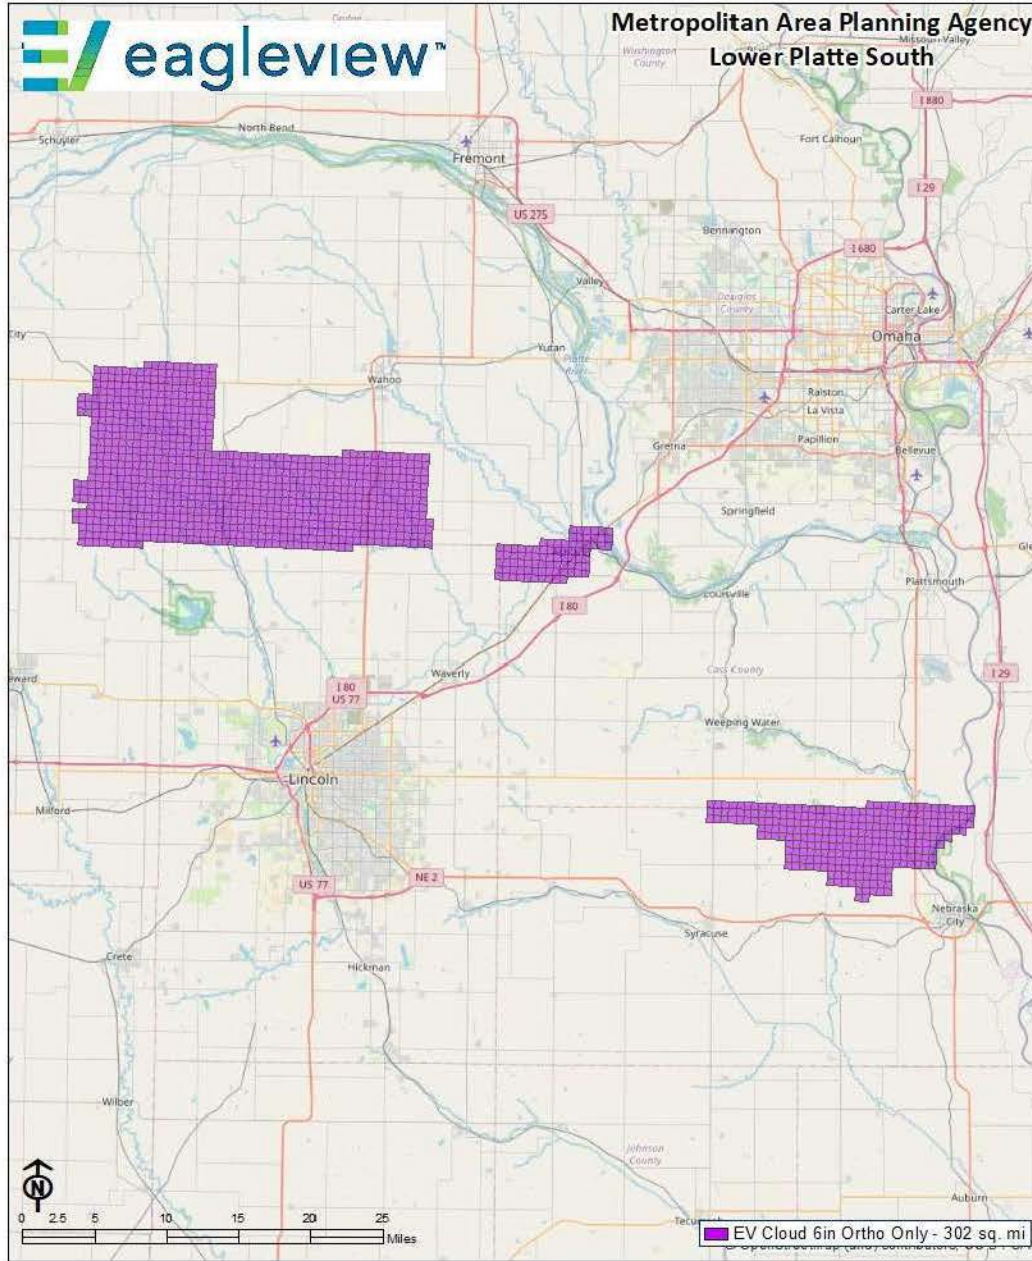 eagleview™
Metropolitan Area Planning Agency
Lower Platte South
Washington
County
Missouri Valley
I 880
Schuyler
North Bend
Fremont
Fort Calhoun
I 29
US 275
Bennington
I 680
Valley
Douglas
County
Carter Lake
City
Omaha
Yutan
Platte
River
Wahoo
Ralston
La Vista
Papillion
Gretna
Bellevue
Springfield
Plattsmouth
Louisville
I 80
Waverly
Cass County
I 29
I 80
US 77
Weeping Water
Lincoln
Milford
US 77
NE 2
Nebraska
City
Syracuse
Crete
Hickman
Wilber
Johnson
County
N
Auburn
0 2.5 5 10 15 20 25
Miles
EV Cloud 6in Ortho Only - 302 sq. mi